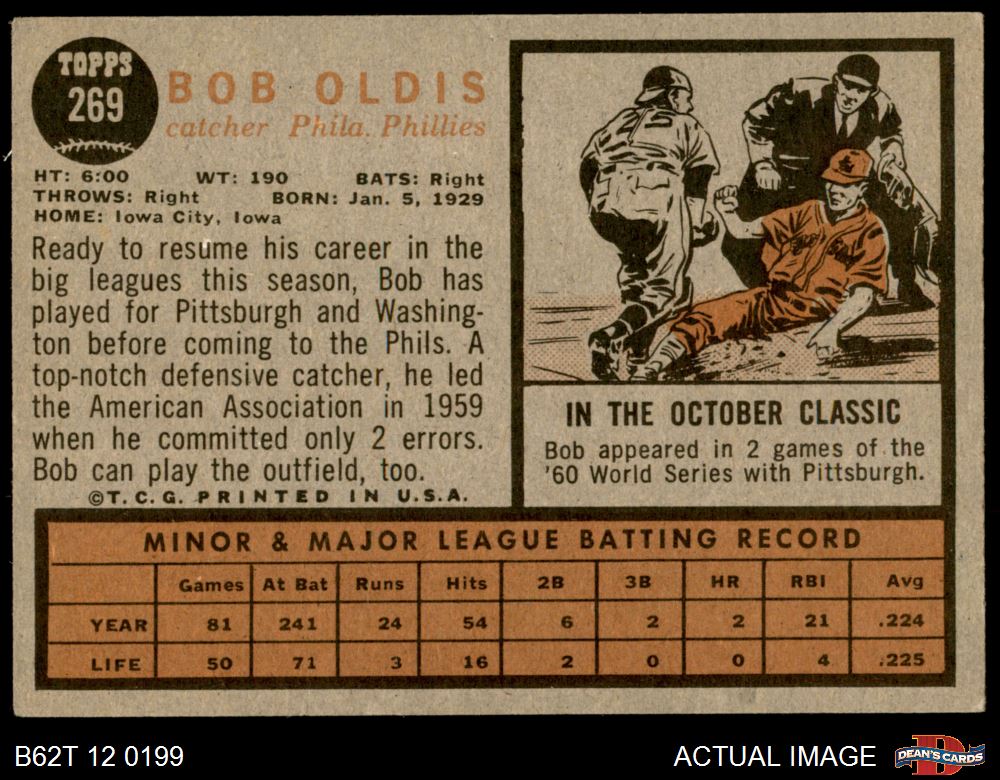 TOPPS
269
BOB OLDIS
catcher Phila. Phillies
HT: 6:00 WT: 190 BATS: Right
THROWS: Right BORN: Jan. 5, 1929
HOME: Iowa City, Iowa
Ready to resume his career in the
big leagues this season, Bob has
played for Pittsburgh and Washing-
ton before coming to the Phils. A
top-notch defensive catcher, he led
the American Association in 1959
when he committed only 2 errors.
Bob can play the outfield, too.
©T.C.G. PRINTED IN U.S.A.
5
IN THE OCTOBER CLASSIC
Bob appeared in 2 games of the
'60 World Series with Pittsburgh.
MINOR & MAJOR LEAGUE BATTING RECORD
Games At Bat Runs Hits 2B 3B HR RBI Avg
YEAR 81 241 24 54 6 2 2 21 .224
LIFE 50 71 3 16 2 0 0 4 .225
B62T 12 0199
ACTUAL IMAGE
DEAN'S CARDS